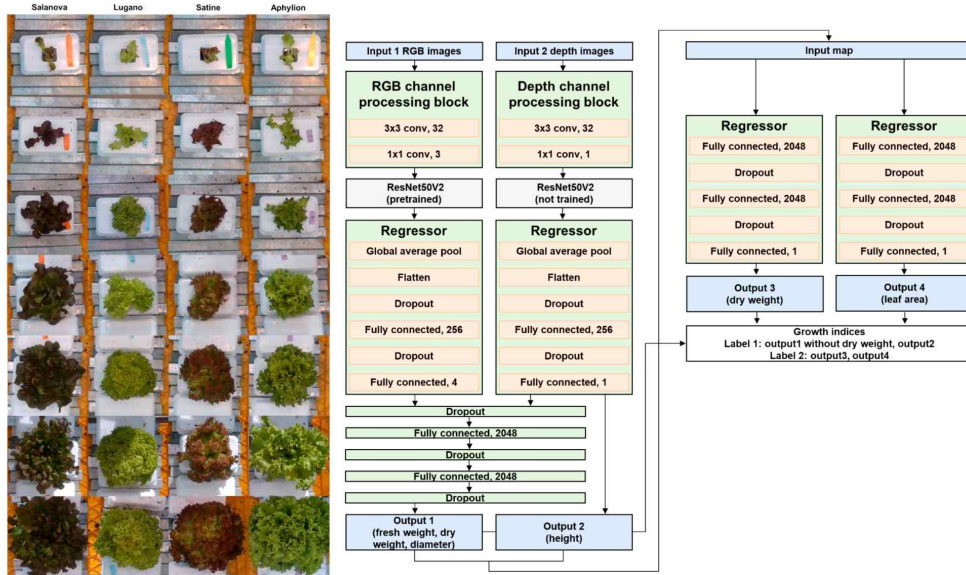 Salanova Lugano Satine Aphylion
Input 1 RGB images
RGB channel
processing block
3x3 conv, 32
1x1 conv, 3
ResNet50V2
(pretrained)
Regressor
Global average pool
Flatten
Dropout
Fully connected, 256
Dropout
Fully connected, 4
Input 2 depth images
Depth channel
processing block
3x3 conv, 32
1x1 conv, 1
ResNet50V2
(not trained)
Regressor
Global average pool
Flatten
Dropout
Fully connected, 256
Dropout
Fully connected, 1
Dropout
Fully connected, 2048
Dropout
Fully connected, 2048
Dropout
Output 1
(fresh weight, dry
weight, diameter)
Output 2
(height)
Input map
Regressor
Fully connected, 2048
Dropout
Fully connected, 2048
Dropout
Fully connected, 1
Output 3
(dry weight)
Regressor
Fully connected, 2048
Dropout
Fully connected, 2048
Dropout
Fully connected, 1
Output 4
(leaf area)
Growth indices
Label 1: output1 without dry weight, output2
Label 2: output3, output4